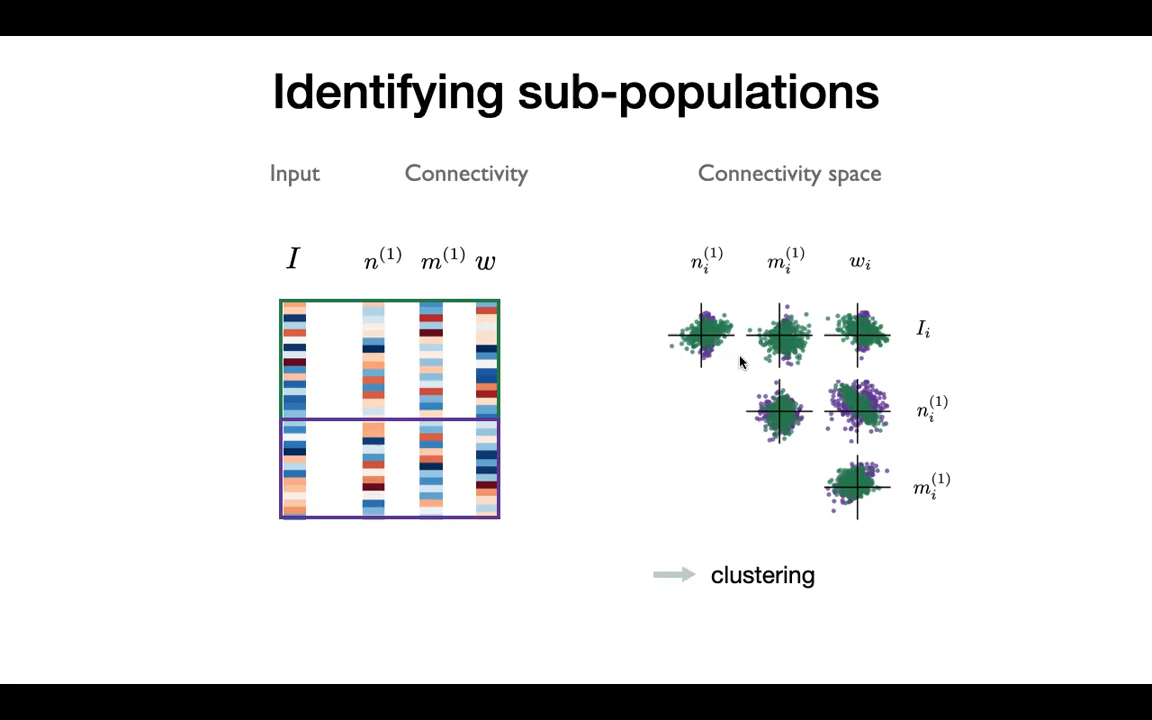 Identifying sub-populations
Input Connectivity Connectivity space
I n^(1) m^(1) w n_i^(1) m_i^(1) w_i
I_i
n_i^(1)
m_i^(1)
clustering